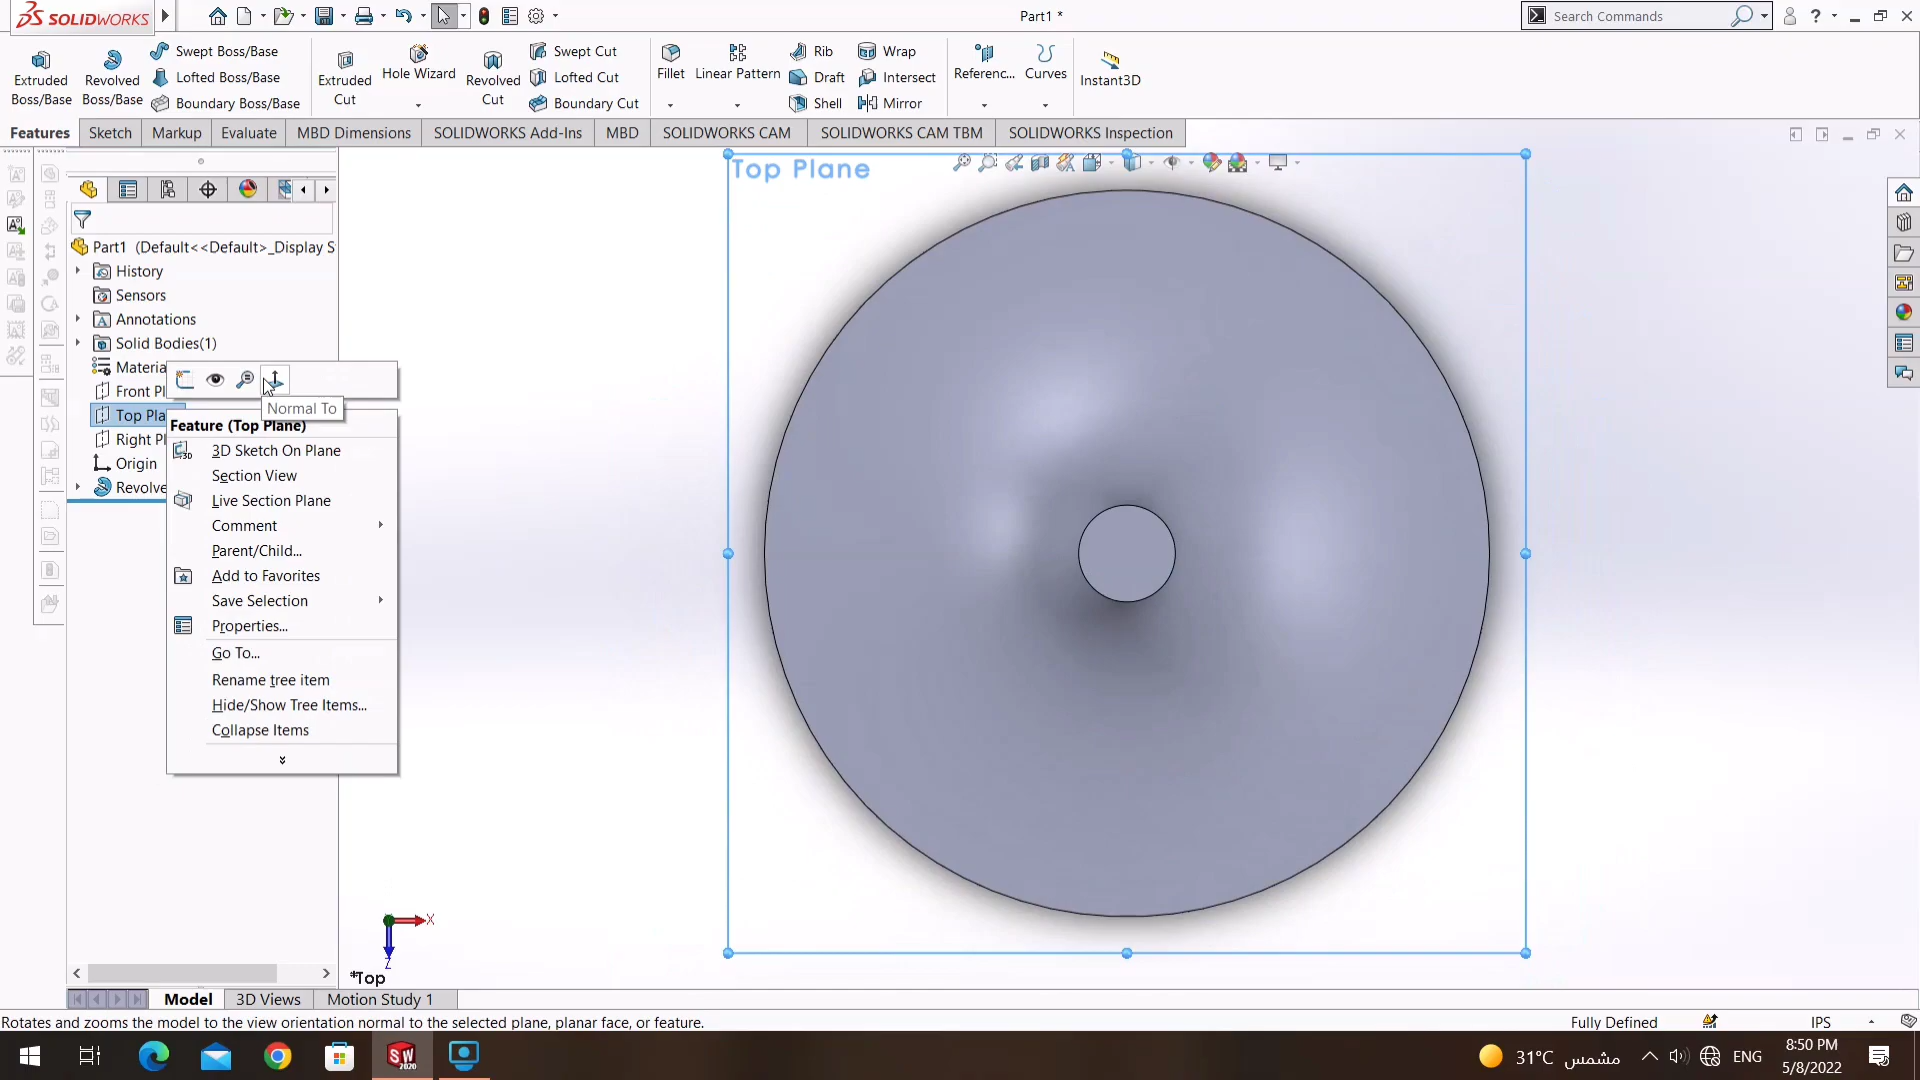 SOLIDWORKS
Part1 *
Search Commands
Extruded Boss/Base
Revolved Boss/Base
Swept Boss/Base
Lofted Boss/Base
Boundary Boss/Base
Extruded Cut
Hole Wizard
Revolved Cut
Swept Cut
Lofted Cut
Boundary Cut
Fillet
Linear Pattern
Rib
Draft
Shell
Wrap
Intersect
Mirror
Referenc...
Curves
Instant3D
Features
Sketch
Markup
Evaluate
MBD Dimensions
SOLIDWORKS Add-Ins
MBD
SOLIDWORKS CAM
SOLIDWORKS CAM TBM
SOLIDWORKS Inspection
Top Plane
Part1 (Default<<Default>_Display S
History
Sensors
Annotations
Solid Bodies(1)
Materia
Front Pl
Top Pla
Right Pl
Origin
Revolve
Normal To
Feature (Top Plane)
3D Sketch On Plane
Section View
Live Section Plane
Comment
Parent/Child...
Add to Favorites
Save Selection
Properties...
Go To...
Rename tree item
Hide/Show Tree Items...
Collapse Items
X
Z
*Top
Model
3D Views
Motion Study 1
Rotates and zooms the model to the view orientation normal to the selected plane, planar face, or feature.
Fully Defined
IPS
SW
2020
31°C مشمس
ENG
8:50 PM
5/8/2022